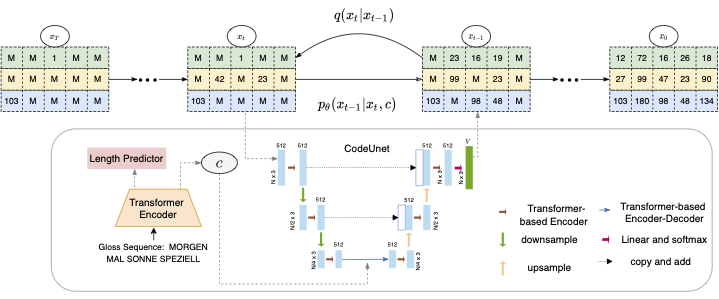 q(x_t|x_{t-1})
x_T
x_t
x_{t-1}
x_0
M M 1 M M
M M M M M
103 M M M M
M M 1 M M
M 42 M 23 M
103 M M M M
M 23 16 19 M
M 99 M 23 M
103 M 98 48 M
12 72 16 26 18
27 99 47 23 90
103 180 98 48 134
p_θ(x_{t-1}|x_t, c)
Length Predictor
c
Transformer
Encoder
Gloss Sequence: MORGEN
MAL SONNE SPEZIELL
CodeUnet
512 512 512 512 V
N x 3 N x 3 N x 3
512 512 512 512
N/2 x 3 N/2 x 3
512 512 512 512
N/4 x 3 N/4 x 3
Transformer-
based Encoder
Transformer-based
Encoder-Decoder
downsample
Linear and softmax
upsample
copy and add